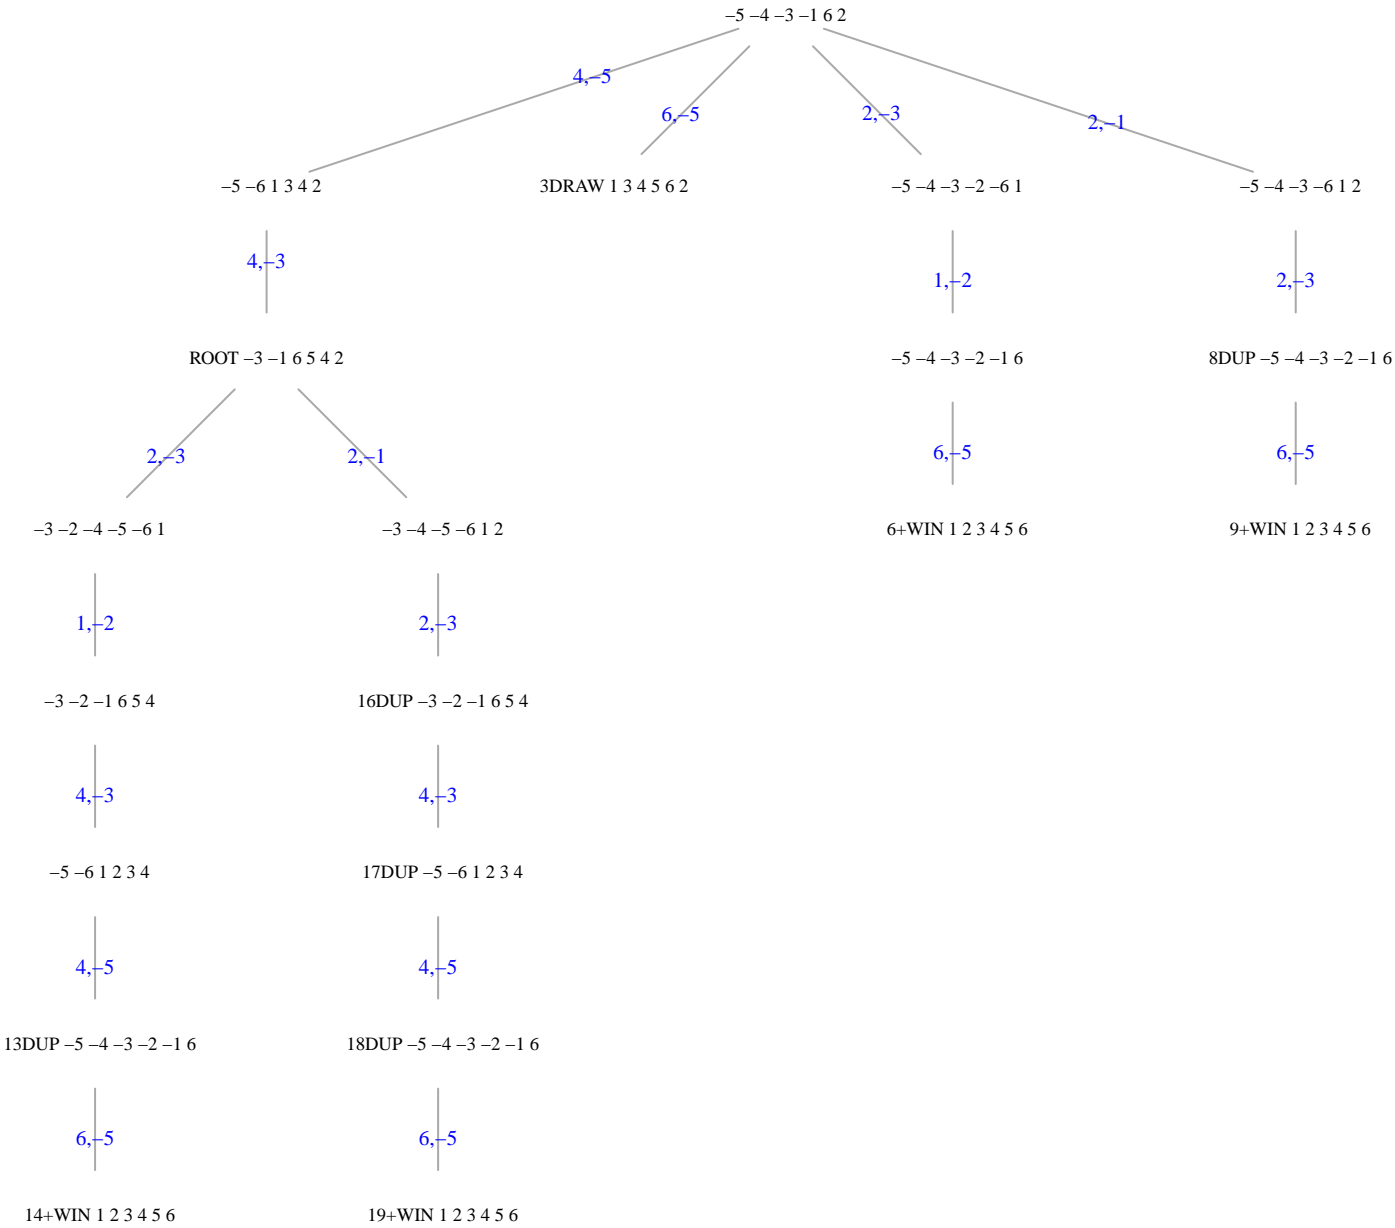 –5 –4 –3 –1 6 2
4,–5
6,–5
2,–3
2,–1
–5 –6 1 3 4 2
3DRAW 1 3 4 5 6 2
–5 –4 –3 –2 –6 1
–5 –4 –3 –6 1 2
4,–3
1,–2
2,–3
ROOT –3 –1 6 5 4 2
–5 –4 –3 –2 –1 6
8DUP –5 –4 –3 –2 –1 6
2,–3
2,–1
6,–5
6,–5
–3 –2 –4 –5 –6 1
–3 –4 –5 –6 1 2
6+WIN 1 2 3 4 5 6
9+WIN 1 2 3 4 5 6
1,–2
2,–3
–3 –2 –1 6 5 4
16DUP –3 –2 –1 6 5 4
4,–3
4,–3
–5 –6 1 2 3 4
17DUP –5 –6 1 2 3 4
4,–5
4,–5
13DUP –5 –4 –3 –2 –1 6
18DUP –5 –4 –3 –2 –1 6
6,–5
6,–5
14+WIN 1 2 3 4 5 6
19+WIN 1 2 3 4 5 6